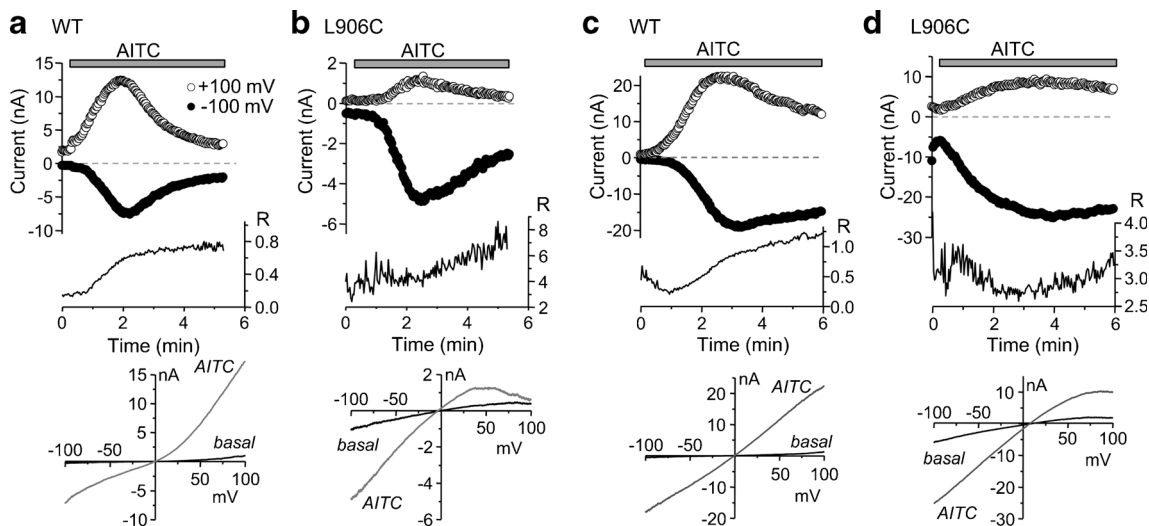 a WT
AITC
15
10
5
0
-5
-10
Current (nA)
+100 mV
-100 mV
R
0.8
0.4
0.0
0 2 4 6
Time (min)
nA
15
10
5
-5
-10
-100 -50
50 100
mV
AITC
basal
b L906C
AITC
2
0
-2
-4
-6
Current (nA)
R
8
6
4
2
0 2 4 6
Time (min)
nA
2
-2
-4
-6
-100 -50
50 100
mV
basal
AITC
c WT
AITC
20
10
0
-10
-20
Current (nA)
R
1.0
0.5
0.0
0 2 4 6
Time (min)
nA
20
10
-10
-20
-100 -50
50 100
mV
AITC
basal
d L906C
AITC
15
10
0
-10
-20
-30
Current (nA)
R
4.0
3.5
3.0
2.5
0 2 4 6
Time (min)
nA
10
-10
-20
-30
-100 -50
50 100
mV
basal
AITC